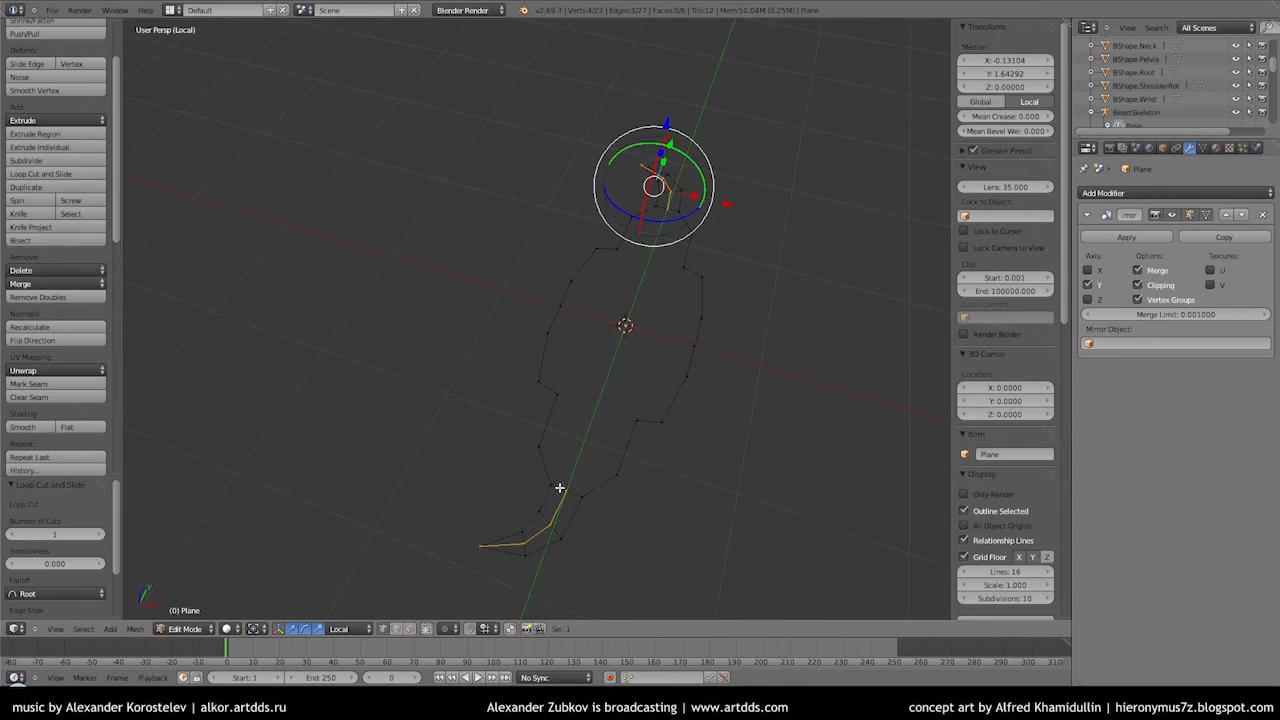 File Render Window Help Default Scene Blender Render v2.69.3 | Verts:4/22 | Edges:3/27 | Faces:0/6 | Tris:12 | Mem:50.04M (0.25M) | Plane View Search All Scenes
User Persp (Local)
Shrink/Fatten
Push/Pull
Deforms:
Slide Edge Vertex
Noise
Smooth Vertex
Add:
Extrude
Extrude Region
Extrude Individual
Subdivide
Loop Cut and Slide
Duplicate
Spin Screw
Knife Select
Knife Project
Bisect
Remove:
Delete
Merge
Remove Doubles
Normals:
Recalculate
Flip Direction
UV Mapping:
Unwrap
Mark Seam
Clear Seam
Shading:
Smooth Flat
Repeat:
Repeat Last
History...
Loop Cut and Slide
Loop Cut
Number of Cuts
1
Smoothness
0.000
Falloff
Root
Edge Slide
(0) Plane
Transform
Median:
X: -0.13104
Y: 1.64292
Z: 0.00000
Global Local
Mean Crease: 0.000
Mean Bevel Wei: 0.000
Grease Pencil
View
Lens: 35.000
Lock to Object:
Lock to Cursor
Lock Camera to View
Clip:
Start: 0.001
End: 100000.000
Local Camera:
Render Border
3D Cursor
Location:
X: 0.0000
Y: 0.0000
Z: 0.0000
Item
Plane
Display
Only Render
Outline Selected
All Object Origins
Relationship Lines
Grid Floor X Y Z
Lines: 16
Scale: 1.000
Subdivisions: 10
BShape.Neck
BShape.Pelvis
BShape.Root
BShape.ShoulderRot
BShape.Wrist
BeastSkeleton
Pose
Plane
Add Modifier
irror
Apply Copy
Axis: Options: Textures:
X Merge U
Y Clipping V
Z Vertex Groups
Merge Limit: 0.001000
Mirror Object:
View Select Add Mesh Edit Mode Local Sel: 1
-80 -70 -60 -50 -40 -30 -20 -10 0 10 20 30 40 50 60 70 80 90 100 110 120 130 140 150 160 170 180 190 200 210 220 230 240 250 260 270 280 290 300 310
View Marker Frame Playback Start: 1 End: 250 0 No Sync
music by Alexander Korostelev | alkor.artdds.ru Alexander Zubkov is broadcasting | www.artdds.com concept art by Alfred Khamidullin | hieronymus7z.blogspot.com